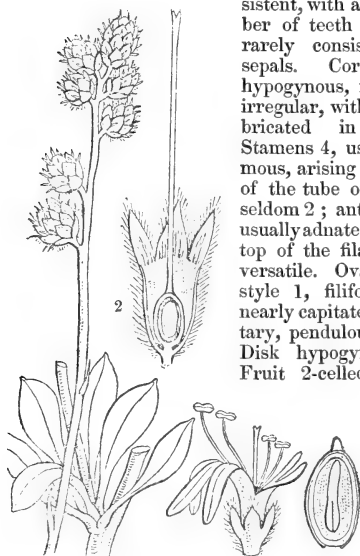 sistent, with a
ber of teeth
rarely consis
sepals. Cor
hypogynous,
irregular, with
bricated in
Stamens 4, us
mous, arising
of the tube o
seldom 2 ; ant
usually adnate
top of the fila
versatile. Ov
style 1, filifo
nearly capitate
tary, pendulou
Disk hypogy
Fruit 2-celled
2